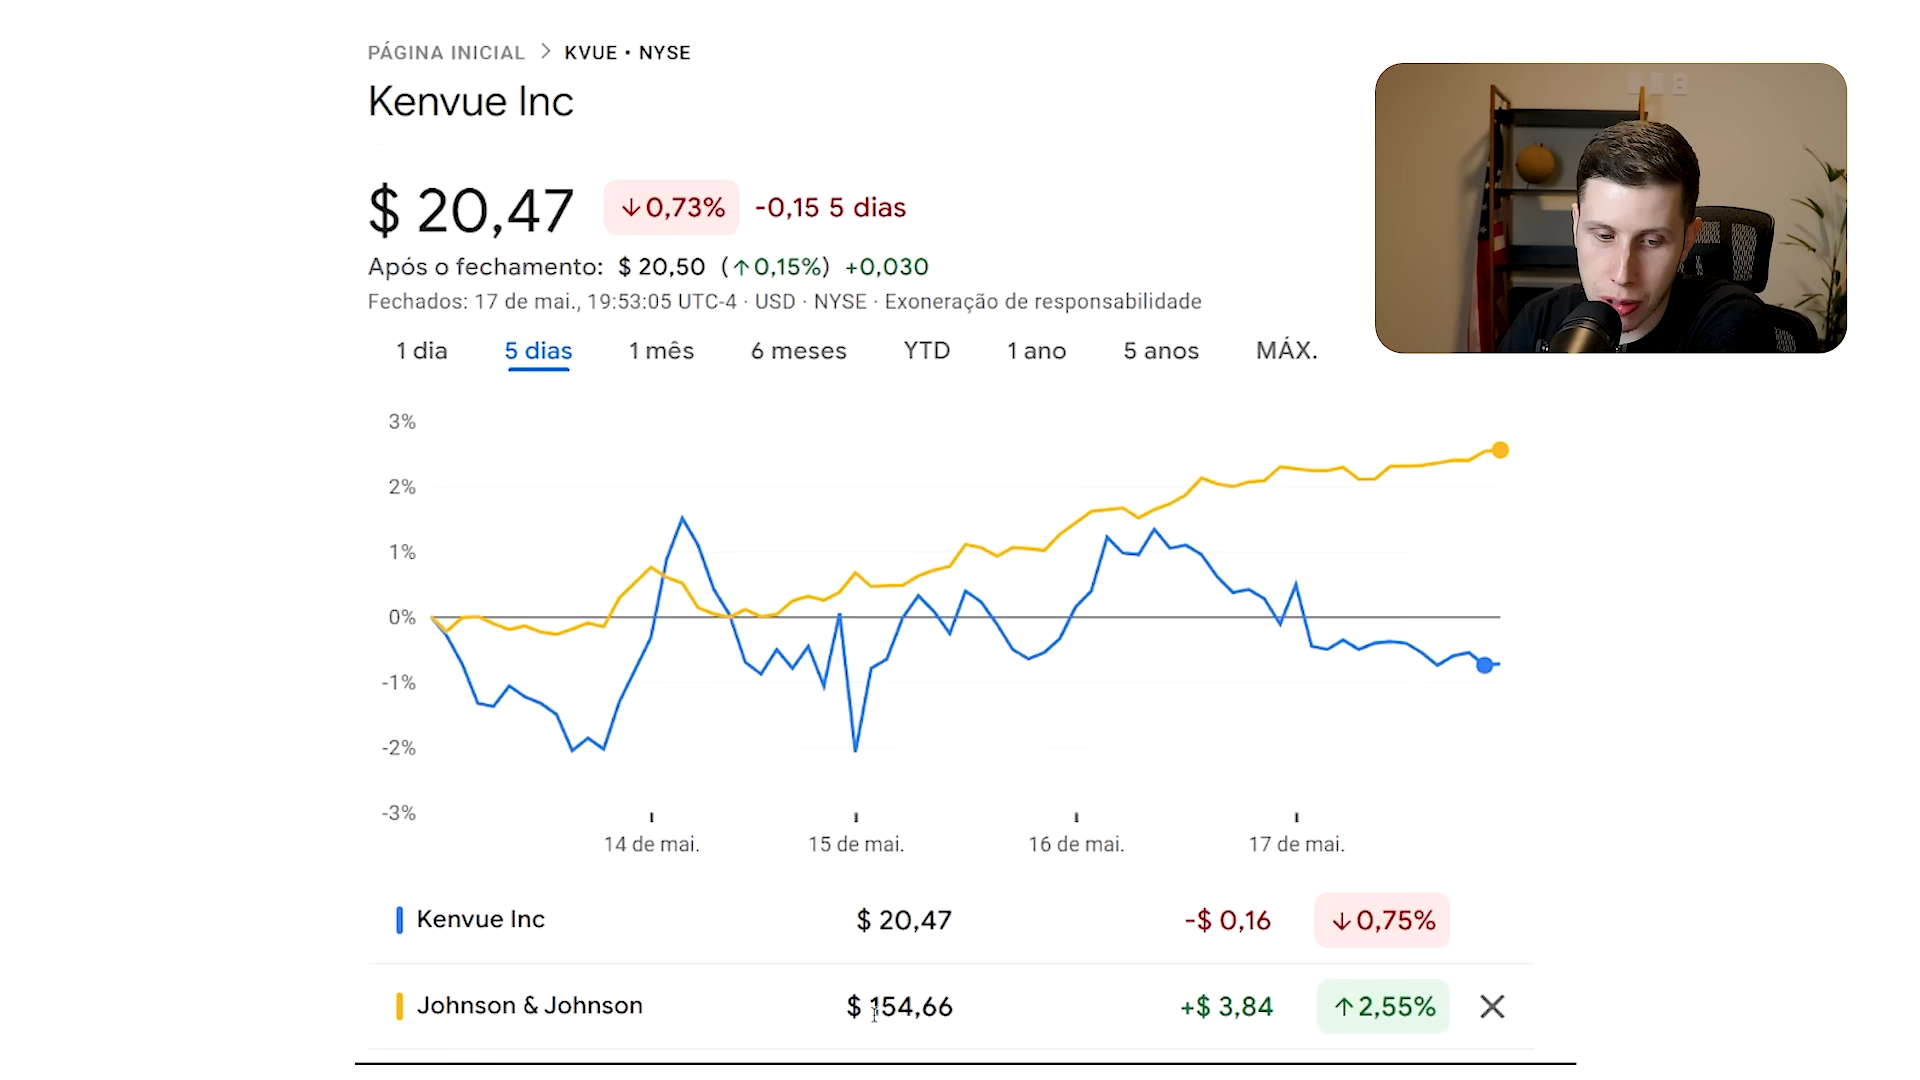 PÁGINA INICIAL > KVUE • NYSE
Kenvue Inc
$ 20,47 ↓0,73% -0,15 5 dias
Após o fechamento: $ 20,50 (↑0,15%) +0,030
Fechados: 17 de mai., 19:53:05 UTC-4 · USD · NYSE · Exoneração de responsabilidade
1 dia 5 dias 1 mês 6 meses YTD 1 ano 5 anos MÁX.
3%
2%
1%
0%
-1%
-2%
-3%
14 de mai. 15 de mai. 16 de mai. 17 de mai.
Kenvue Inc $ 20,47 -$ 0,16 ↓0,75%
Johnson & Johnson $ 154,66 +$ 3,84 ↑2,55%